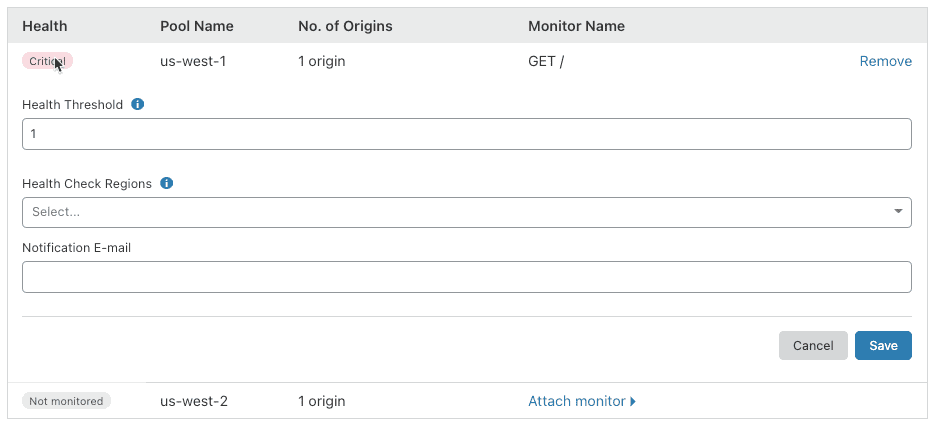 Health Pool Name No. of Origins Monitor Name
Critical us-west-1 1 origin GET / Remove
Health Threshold
1
Health Check Regions
Select...
Notification E-mail
Cancel Save
Not monitored us-west-2 1 origin Attach monitor